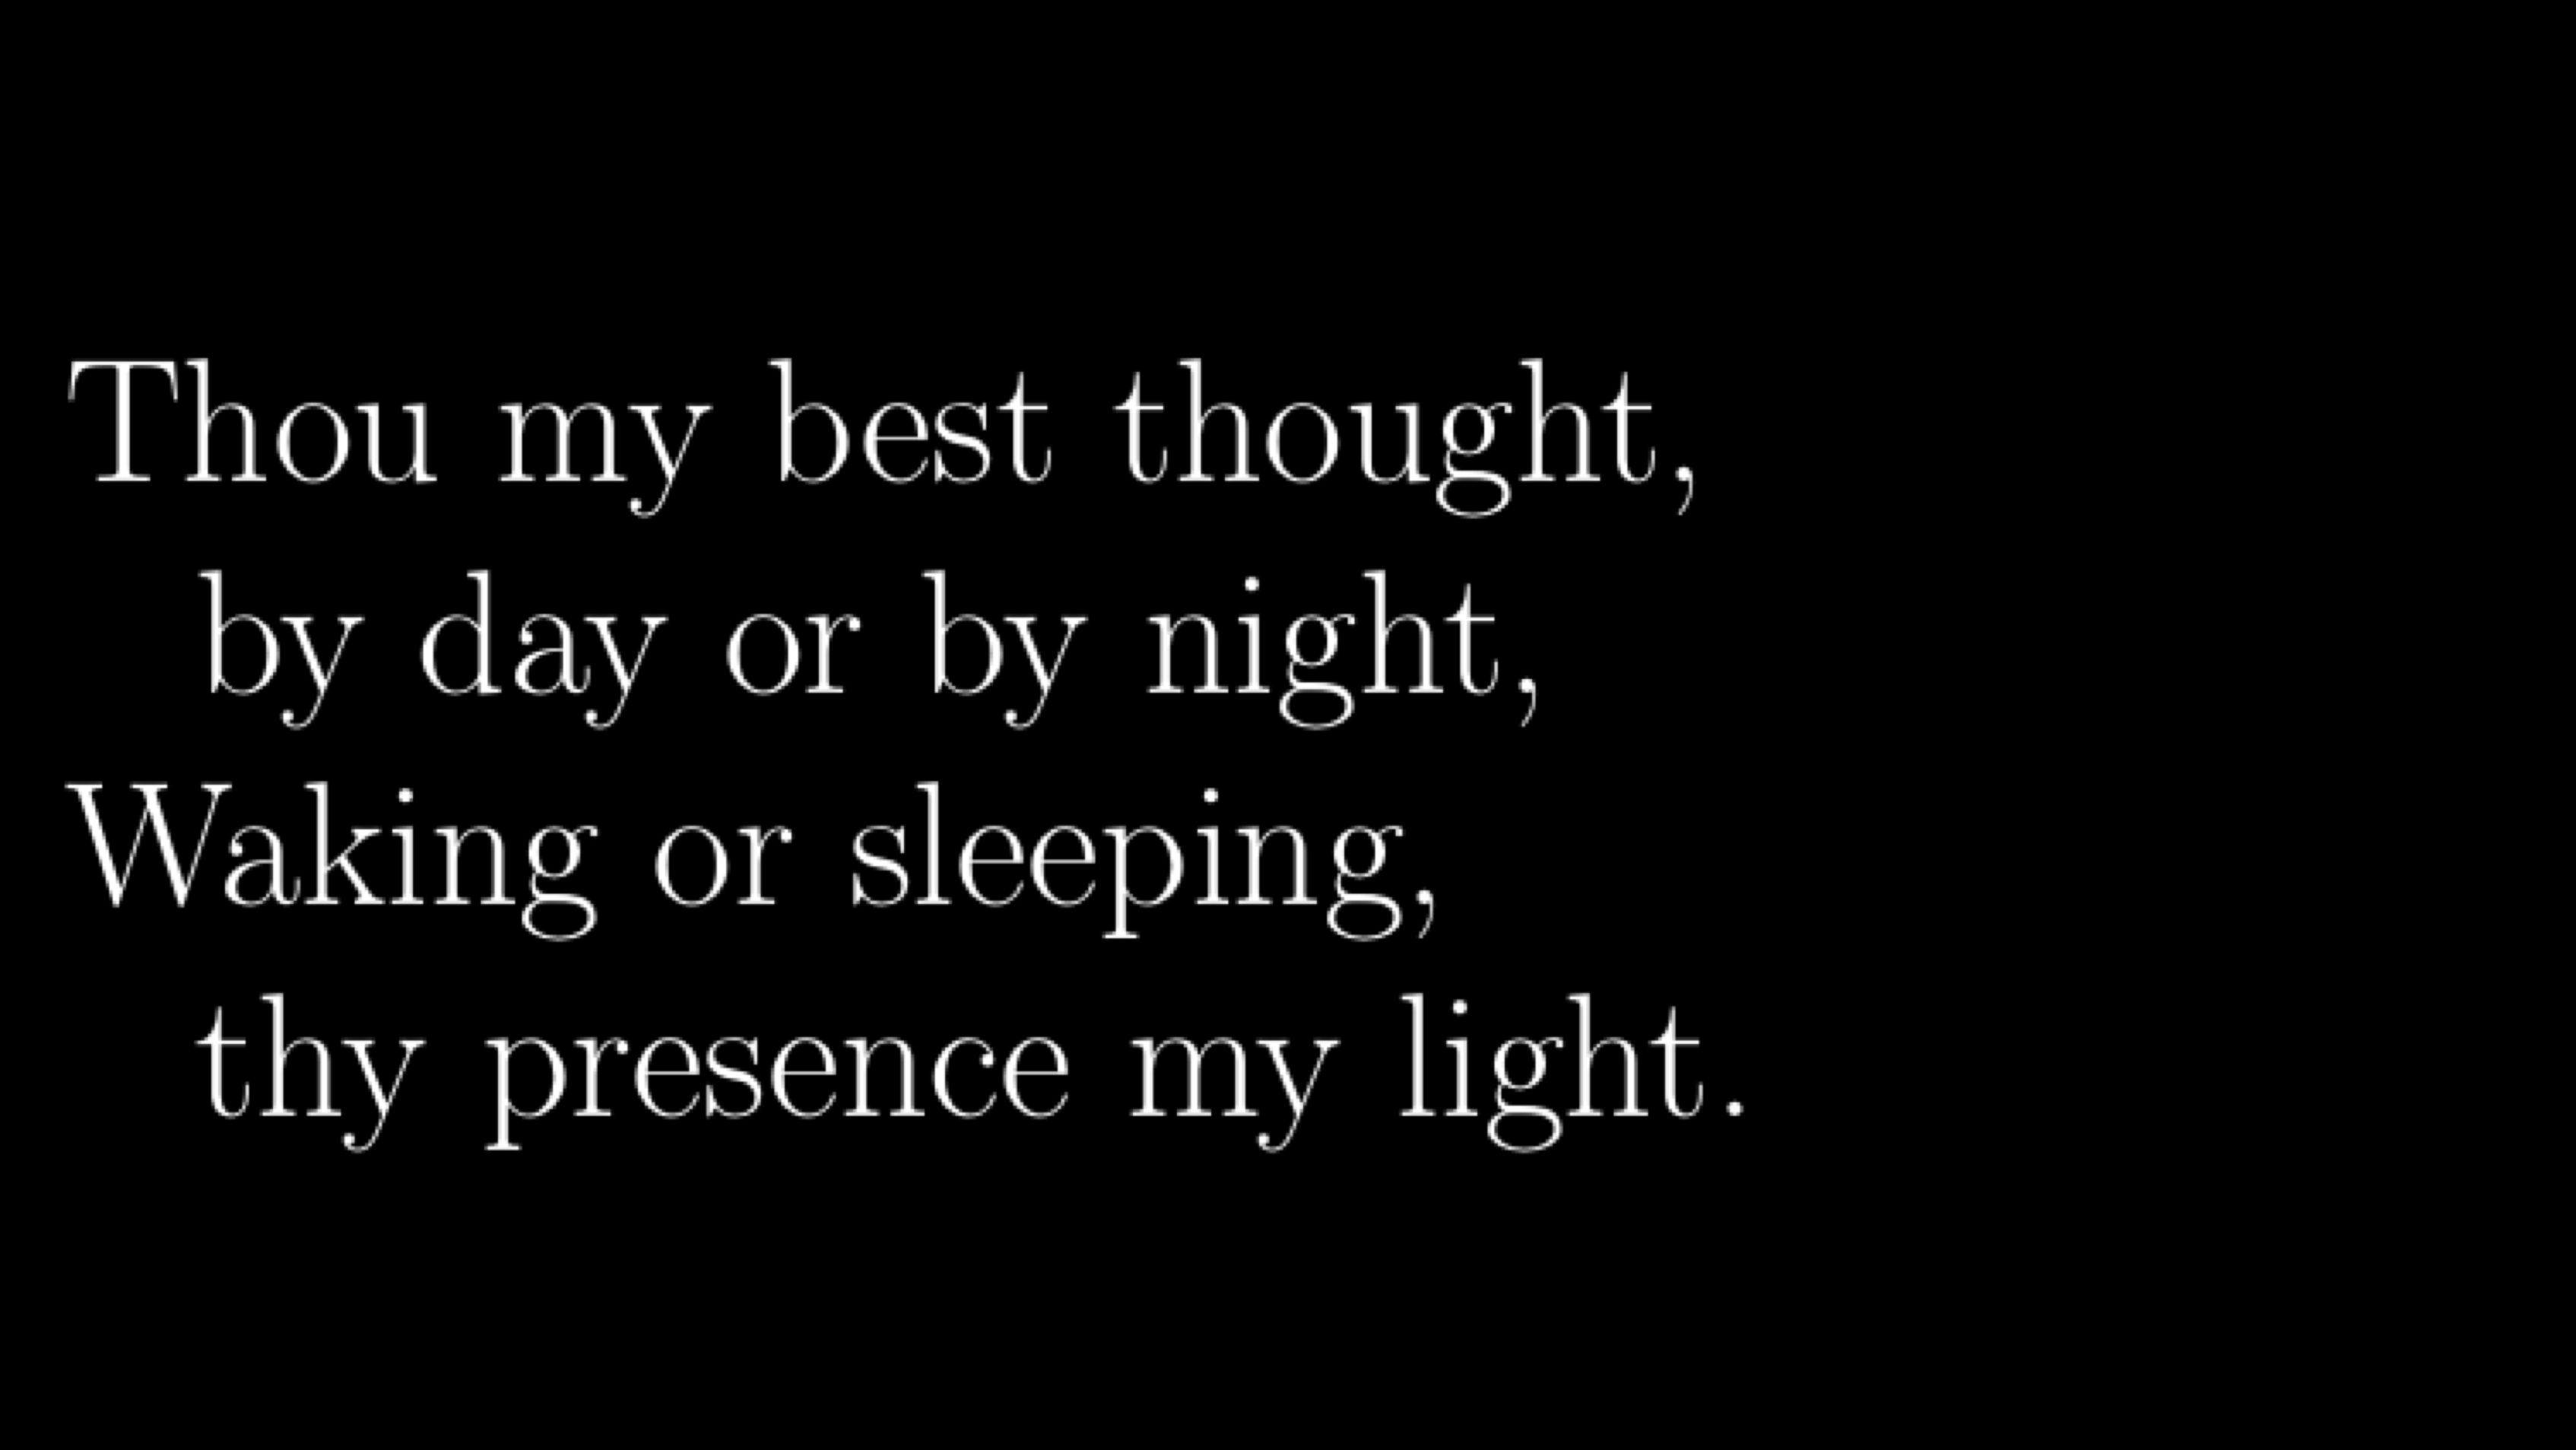 Thou my best thought,
by day or by night,
Waking or sleeping,
thy presence my light.